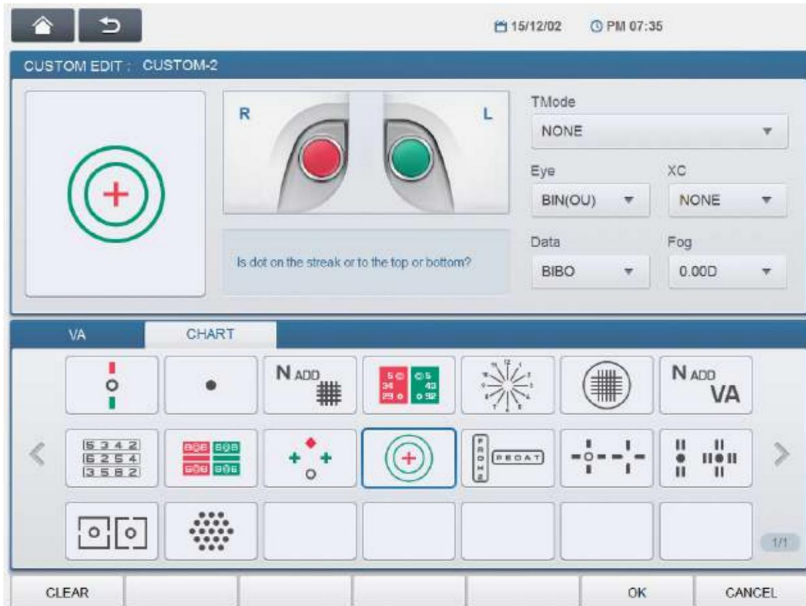 15/12/02 PM 07:35
CUSTOM EDIT : CUSTOM-2
R L
TMode
NONE
Eye XC
BIN(OU) NONE
Data Fog
BIBO 0.00D
Is dot on the streak or to the top or bottom?
VA CHART
N ADD
N ADD
VA
5 3 4 2
6 2 5 4
3 5 8 2
F R D H Z
P E C A T
1/1
CLEAR OK CANCEL